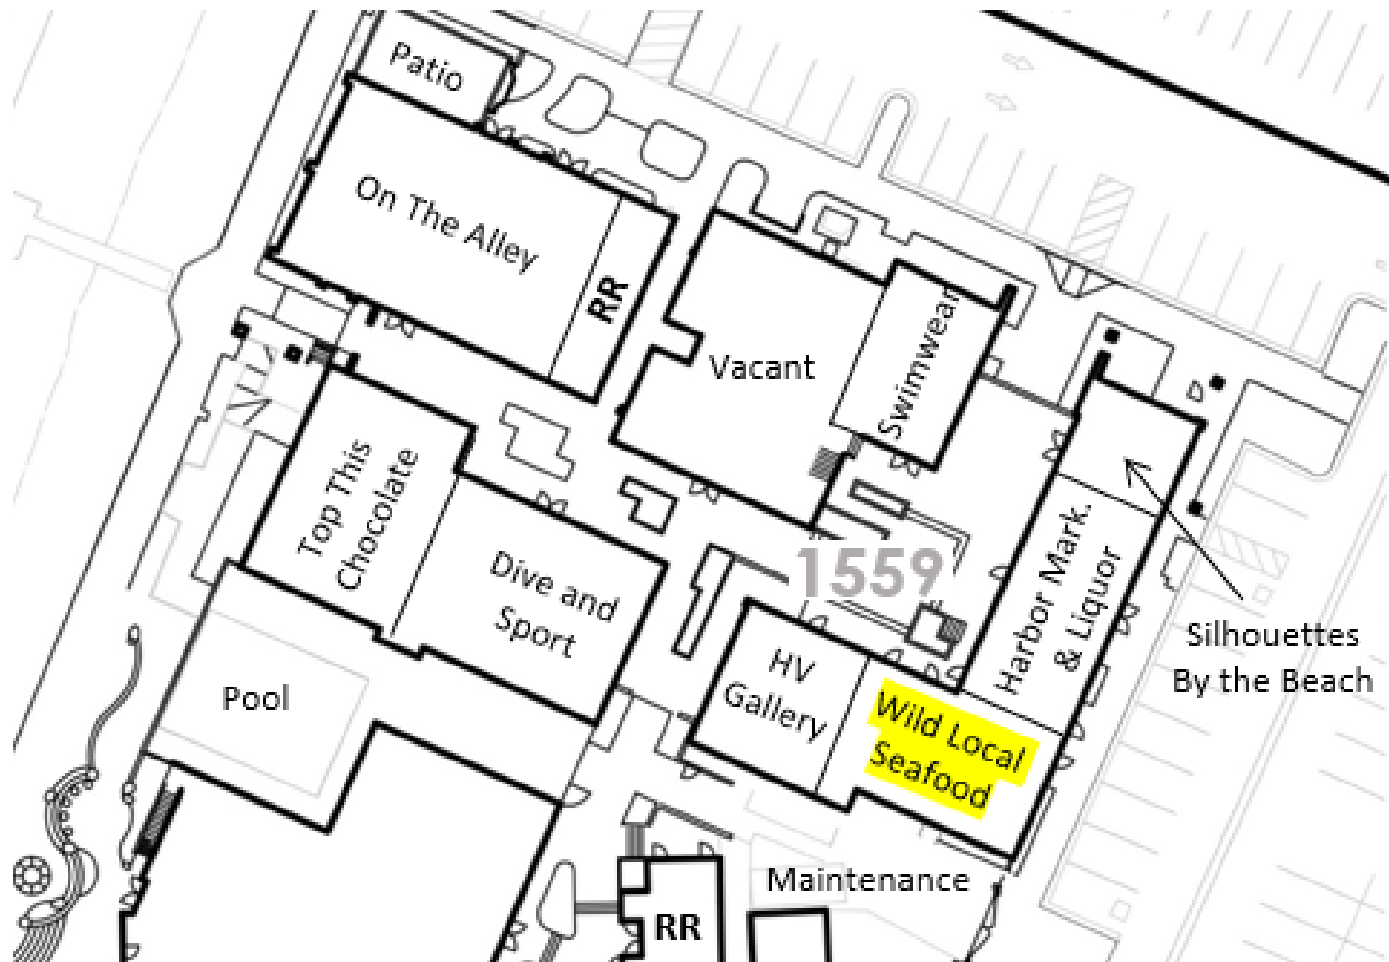 Patio
On The Alley
RR
Swimwear
Vacant
Top This
Chocolate
Dive and
Sport
1559
Harbor Mark.
& Liquor
Silhouettes
By the Beach
HV
Gallery
Wild Local
Seafood
Pool
Maintenance
RR